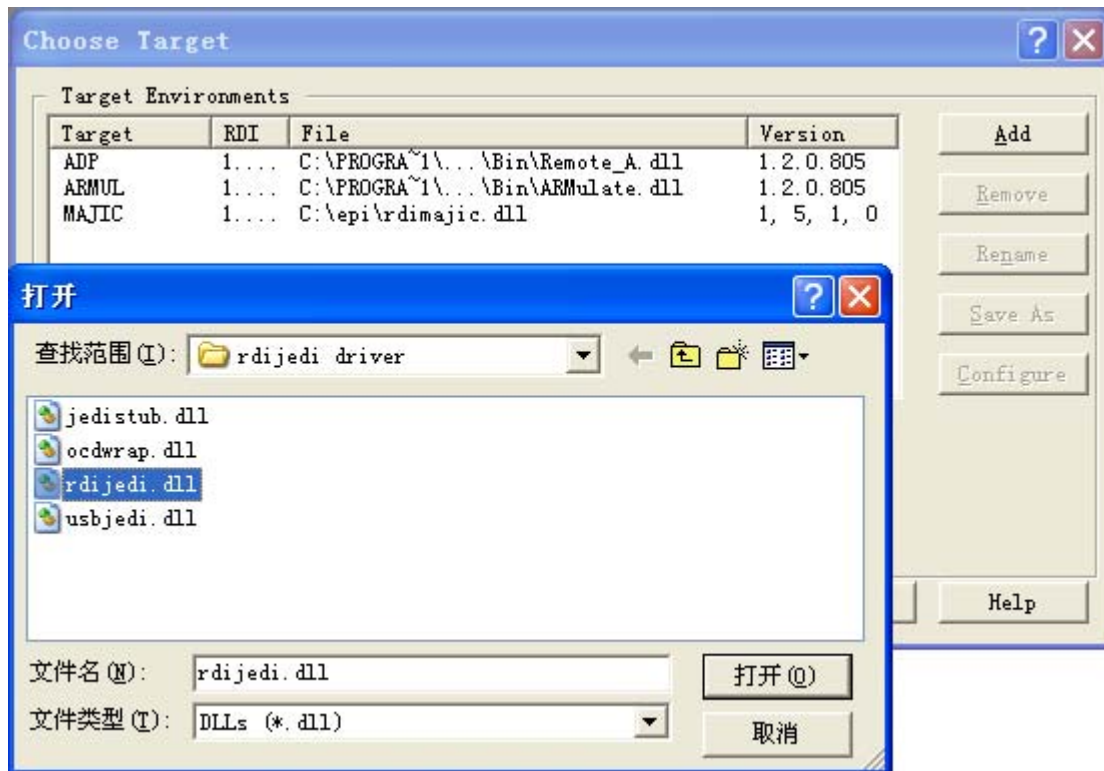 Choose Target
Target Environments
Target RDI File Version
ADP 1.... C:\PROGRA~1\...\Bin\Remote_A.dll 1.2.0.805
ARMUL 1.... C:\PROGRA~1\...\Bin\ARMulate.dll 1.2.0.805
MAJIC 1.... C:\epi\rdimajic.dll 1, 5, 1, 0
Add
Remove
Rename
Save As
Configure
Help
打开
查找范围(I): rdijedi driver
jedistub.dll
ocdwrap.dll
rdijedi.dll
usbjedi.dll
文件名(N): rdijedi.dll 打开(O)
文件类型(T): DLLs (*.dll) 取消